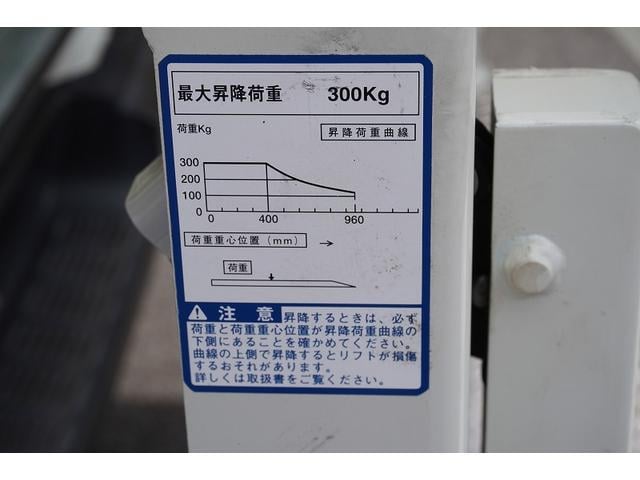 最大昇降荷重 300Kg
荷重Kg 昇降荷重曲線
300
200
100
0 400 960
荷重重心位置(mm) →
荷重
注意 昇降するときは、必ず
荷重と荷重重心位置が昇降荷重曲線の
下側にあることを確かめてください。
曲線の上側で昇降するとリフトが損傷
するおそれがあります。
詳しくは取扱書をご覧ください。